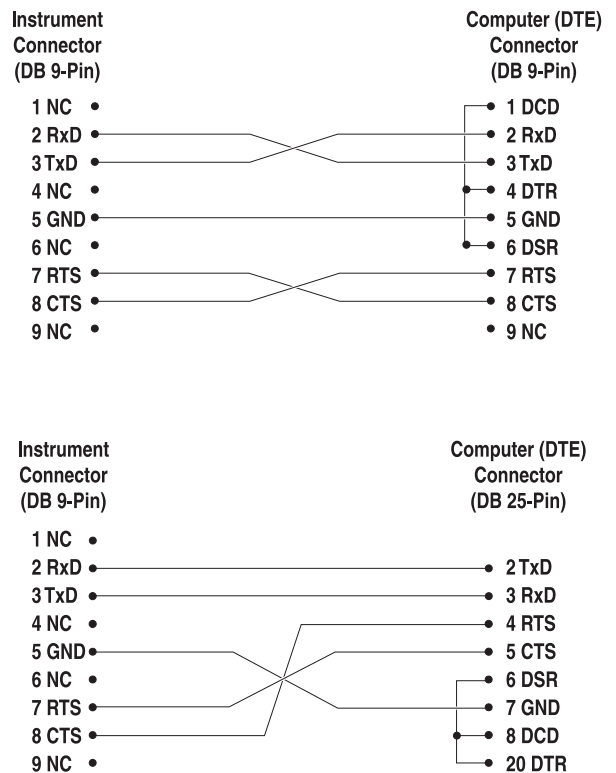 Instrument
Connector
(DB 9-Pin)
Computer (DTE)
Connector
(DB 9-Pin)
1 NC
2 RxD
3 TxD
4 NC
5 GND
6 NC
7 RTS
8 CTS
9 NC
1 DCD
2 RxD
3 TxD
4 DTR
5 GND
6 DSR
7 RTS
8 CTS
9 NC
Instrument
Connector
(DB 9-Pin)
Computer (DTE)
Connector
(DB 25-Pin)
1 NC
2 RxD
3 TxD
4 NC
5 GND
6 NC
7 RTS
8 CTS
9 NC
2 TxD
3 RxD
4 RTS
5 CTS
6 DSR
7 GND
8 DCD
20 DTR